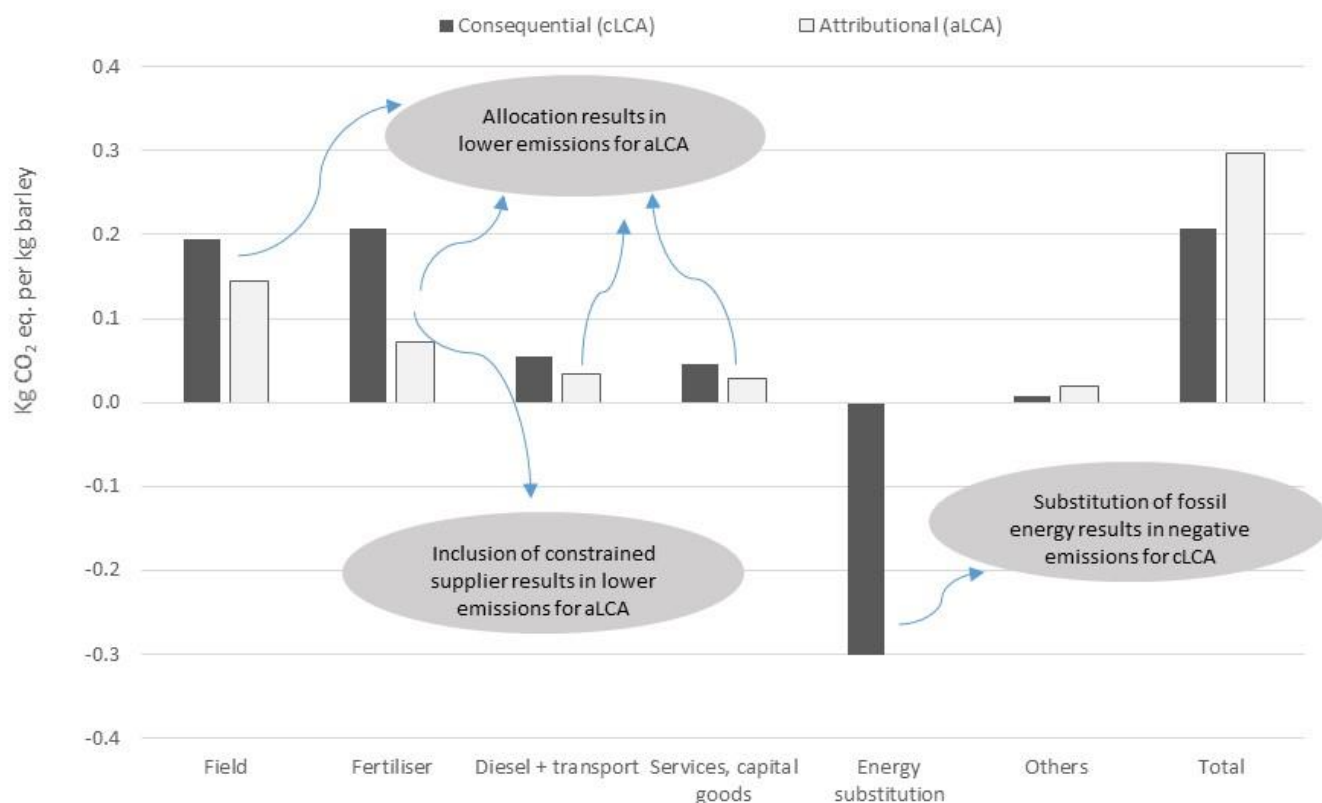 Consequential (cLCA) Attributional (aLCA)
Kg CO₂ eq. per kg barley
0.4
0.3
0.2
0.1
0.0
-0.1
-0.2
-0.3
-0.4
Allocation results in
lower emissions for aLCA
Inclusion of constrained
supplier results in lower
emissions for aLCA
Substitution of fossil
energy results in negative
emissions for cLCA
Field
Fertiliser
Diesel + transport
Services, capital
goods
Energy
substitution
Others
Total